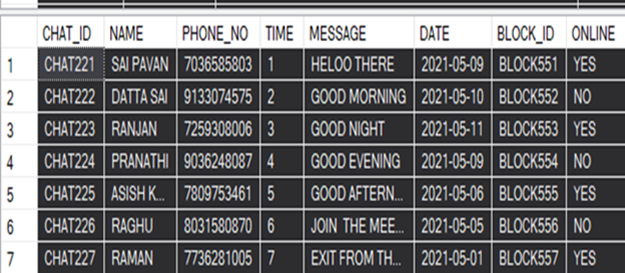 CHAT_ID NAME PHONE_NO TIME MESSAGE DATE BLOCK_ID ONLINE
1 CHAT221 SAI PAVAN 7036585803 1 HELOO THERE 2021-05-09 BLOCK551 YES
2 CHAT222 DATTA SAI 9133074575 2 GOOD MORNING 2021-05-10 BLOCK552 NO
3 CHAT223 RANJAN 7259308006 3 GOOD NIGHT 2021-05-11 BLOCK553 YES
4 CHAT224 PRANATHI 9036248087 4 GOOD EVENING 2021-05-09 BLOCK554 NO
5 CHAT225 ASISH K... 7809753461 5 GOOD AFTERN... 2021-05-06 BLOCK555 YES
6 CHAT226 RAGHU 8031580870 6 JOIN THE MEE... 2021-05-05 BLOCK556 NO
7 CHAT227 RAMAN 7736281005 7 EXIT FROM TH... 2021-05-01 BLOCK557 YES